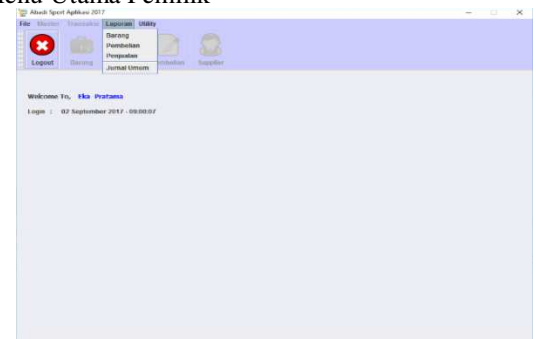 Menu Utama Pemilik
Abadi Sport Aplikasi 2017
File Master Transaksi Laporan Utility
Barang
Pembelian
Penjualan
Jurnal Umum
Logout Barang Pembelian Supplier
Welcome To, Eka Pratama
Login : 02 September 2017 - 09:00:07